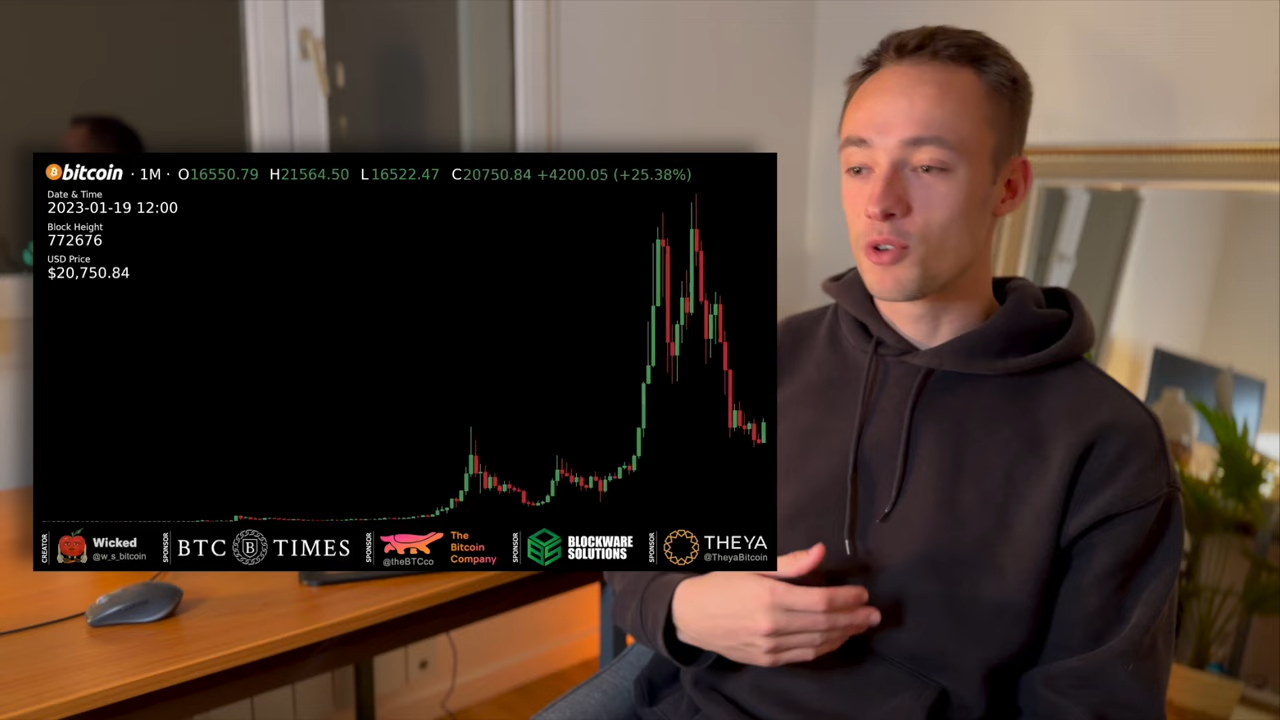 bitcoin · 1M · O16550.79 H21564.50 L16522.47 C20750.84 +4200.05 (+25.38%)
Date & Time
2023-01-19 12:00
Block Height
772676
USD Price
$20,750.84
CREATOR
Wicked
@w_s_bitcoin
SPONSOR
BTC B TIMES
SPONSOR
@theBTCco
The
Bitcoin
Company
SPONSOR
BLOCKWARE
SOLUTIONS
SPONSOR
THEYA
@TheyaBitcoin